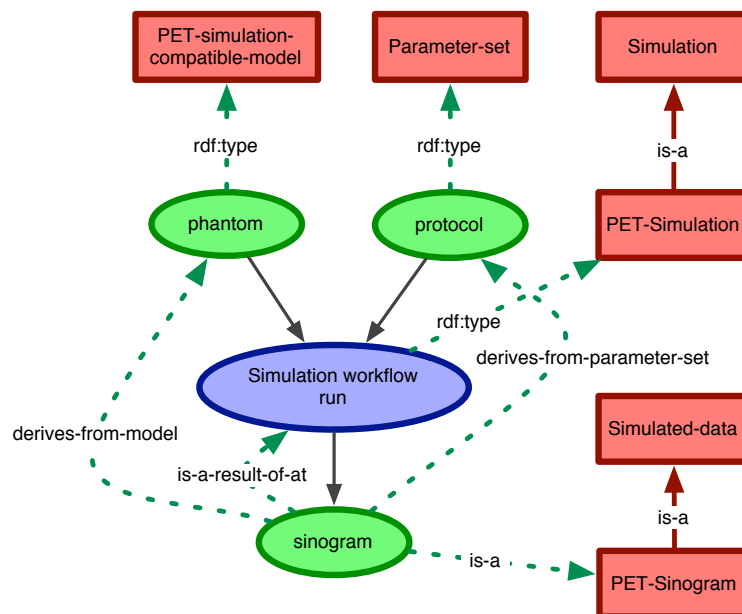 PET-simulation-
compatible-model
Parameter-set
Simulation
rdf:type
rdf:type
is-a
phantom
protocol
PET-Simulation
rdf:type
derives-from-parameter-set
Simulation workflow
run
derives-from-model
Simulated-data
is-a-result-of-at
is-a
sinogram
is-a
PET-Sinogram